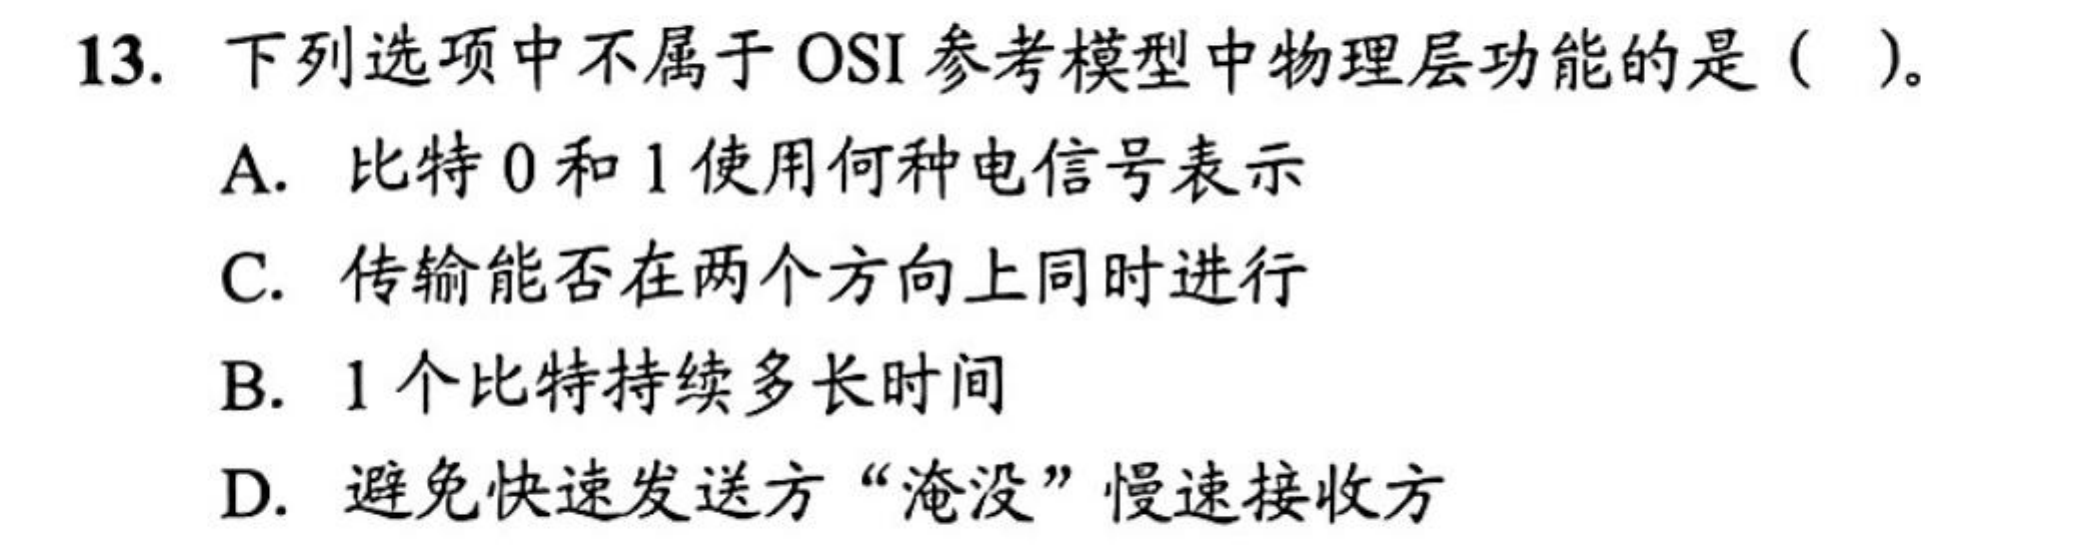 13. 下列选项中不属于 OSI 参考模型中物理层功能的是（ ）。
A. 比特 0 和 1 使用何种电信号表示
C. 传输能否在两个方向上同时进行
B. 1 个比特持续多长时间
D. 避免快速发送方“淹没”慢速接收方